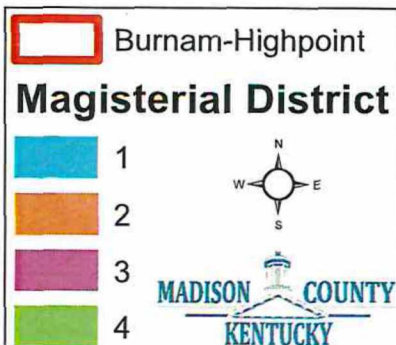 Burnam-Highpoint
Magisterial District
1
2
3
4
N
W E
S
MADISON COUNTY
KENTUCKY